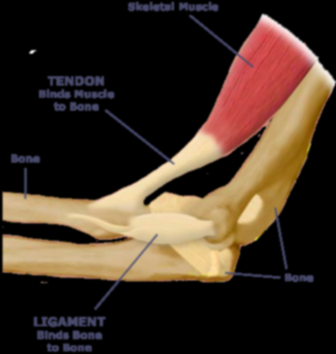 Skeletal Muscle
TENDON
Binds Muscle
to Bone
Bone
Bone
LIGAMENT
Binds Bone
to Bone